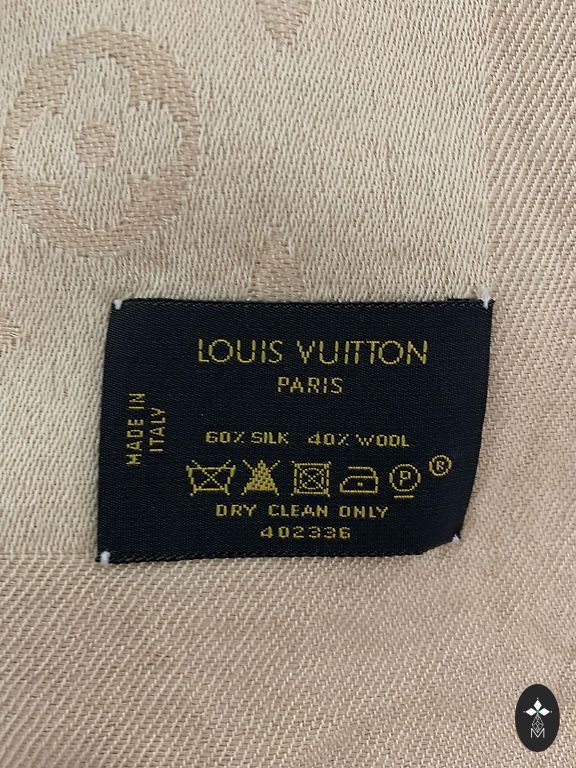 LOUIS VUITTON
PARIS
MADE IN
ITALY
60% SILK 40% WOOL
P ®
DRY CLEAN ONLY
402336
M